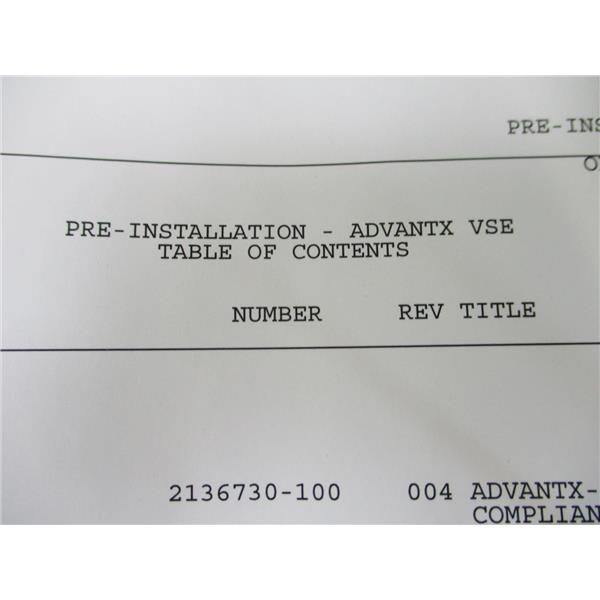 PRE-INS
O
PRE-INSTALLATION - ADVANTX VSE
TABLE OF CONTENTS
NUMBER REV TITLE
2136730-100 004 ADVANTX-
COMPLIAN